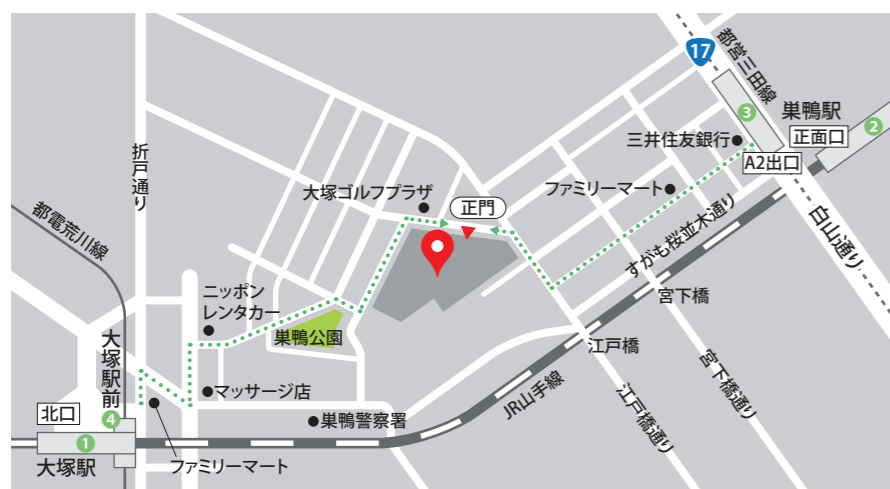 17
都営三田線
3
巣鴨駅
正面口
2
三井住友銀行
A2出口
折戸通り
大塚ゴルフプラザ
正門
ファミリーマート
すがも桜並木通り
白山通り
都電荒川線
ニッポン
レンタカー
巣鴨公園
宮下橋
江戸橋
大塚駅前
マッサージ店
JR山手線
宮下橋通り
江戸橋通り
北口
4
巣鴨警察署
1
大塚駅
ファミリーマート